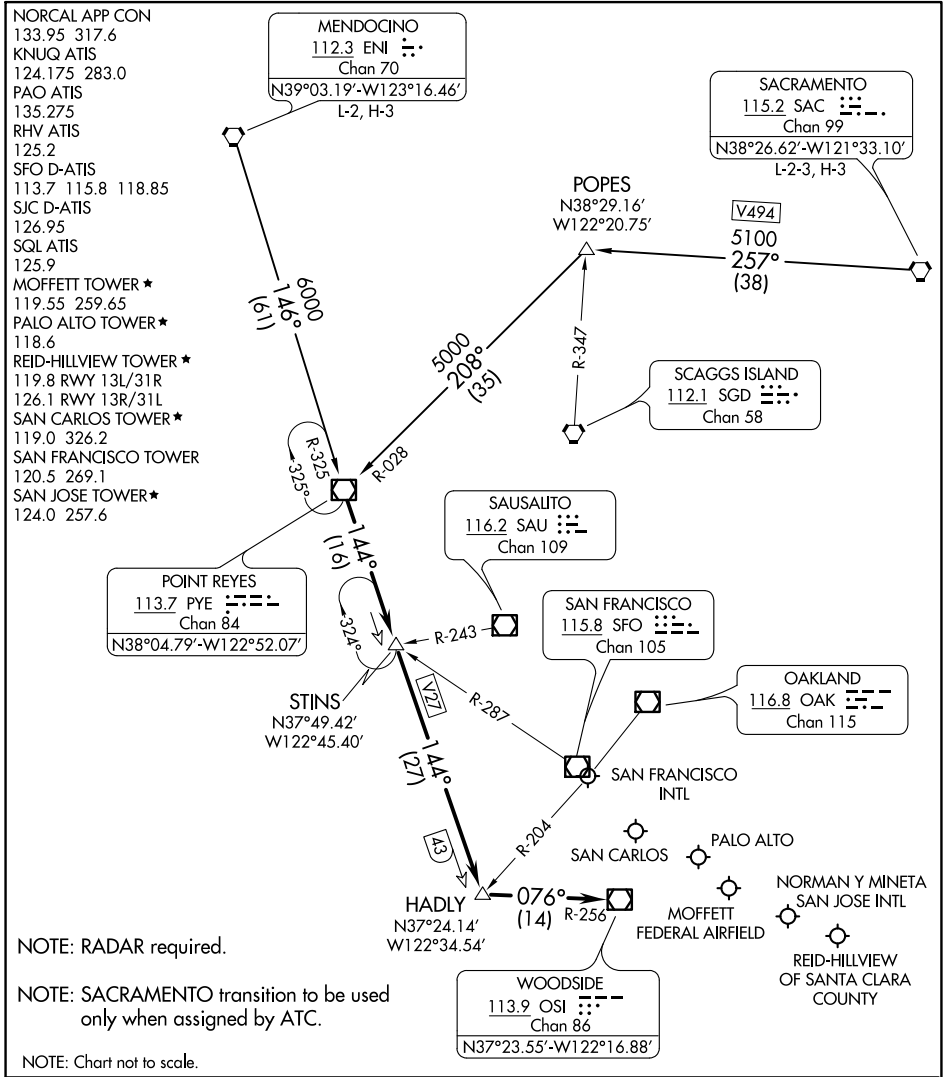 NORCAL APP CON
133.95 317.6
KNUQ ATIS
124.175 283.0
PAO ATIS
135.275
RHV ATIS
125.2
SFO D-ATIS
113.7 115.8 118.85
SJC D-ATIS
126.95
SQL ATIS
125.9
MOFFETT TOWER★
119.55 259.65
PALO ALTO TOWER★
118.6
REID-HILLVIEW TOWER★
119.8 RWY 13L/31R
126.1 RWY 13R/31L
SAN CARLOS TOWER★
119.0 326.2
SAN FRANCISCO TOWER
120.5 269.1
SAN JOSE TOWER★
124.0 257.6
MENDOCINO
112.3 ENI
Chan 70
N39°03.19'-W123°16.46'
L-2, H-3
SACRAMENTO
115.2 SAC
Chan 99
N38°26.62'-W121°33.10'
L-2-3, H-3
POPES
N38°29.16'
W122°20.75'
V494
5100
257°
(38)
6000
146°
(61)
5000
208°
(35)
R-347
SCAGGS ISLAND
112.1 SGD
Chan 58
R-325
325°
R-028
POINT REYES
113.7 PYE
Chan 84
N38°04.79'-W122°52.07'
144°
(16)
SAUSALITO
116.2 SAU
Chan 109
R-243
324°
STINS
N37°49.42'
W122°45.40'
V27
R-287
SAN FRANCISCO
115.8 SFO
Chan 105
OAKLAND
116.8 OAK
Chan 115
144°
(27)
SAN FRANCISCO
INTL
R-204
43
SAN CARLOS
PALO ALTO
HADLY
N37°24.14'
W122°34.54'
076°
(14)
R-256
MOFFETT
FEDERAL AIRFIELD
NORMAN Y MINETA
SAN JOSE INTL
REID-HILLVIEW
OF SANTA CLARA
COUNTY
WOODSIDE
113.9 OSI
Chan 86
N37°23.55'-W122°16.88'
NOTE: RADAR required.
NOTE: SACRAMENTO transition to be used
only when assigned by ATC.
NOTE: Chart not to scale.